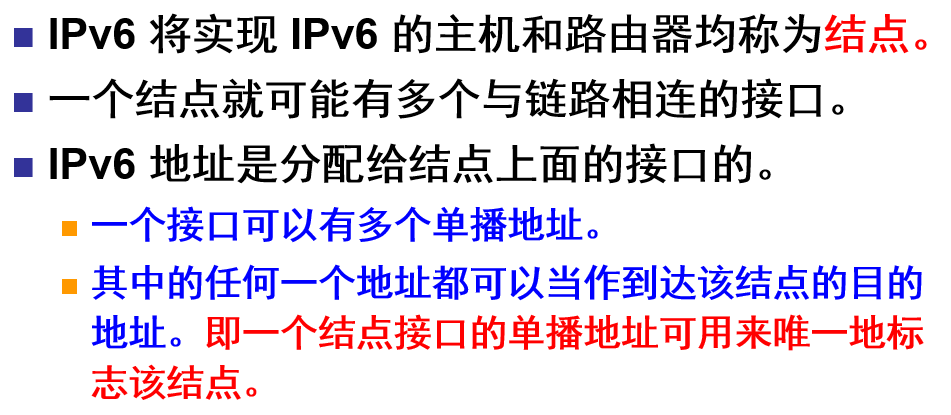 IPv6 将实现 IPv6 的主机和路由器均称为结点。
一个结点就可能有多个与链路相连的接口。
IPv6 地址是分配给结点上面的接口的。
一个接口可以有多个单播地址。
其中的任何一个地址都可以当作到达该结点的目的
地址。即一个结点接口的单播地址可用来唯一地标
志该结点。